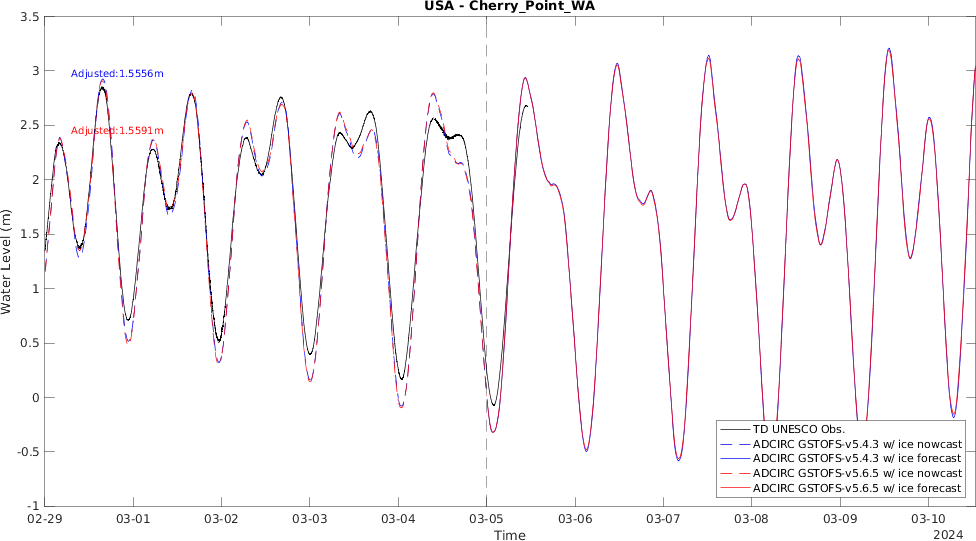 USA - Cherry_Point_WA
Adjusted:1.5556m
Adjusted:1.5591m
Water Level (m)
3.5
3
2.5
2
1.5
1
0.5
0
-0.5
-1
TD UNESCO Obs.
ADCIRC GSTOFS-v5.4.3 w/ ice nowcast
ADCIRC GSTOFS-v5.4.3 w/ ice forecast
ADCIRC GSTOFS-v5.6.5 w/ ice nowcast
ADCIRC GSTOFS-v5.6.5 w/ ice forecast
02-29 03-01 03-02 03-03 03-04 03-05 03-06 03-07 03-08 03-09 03-10
Time
2024